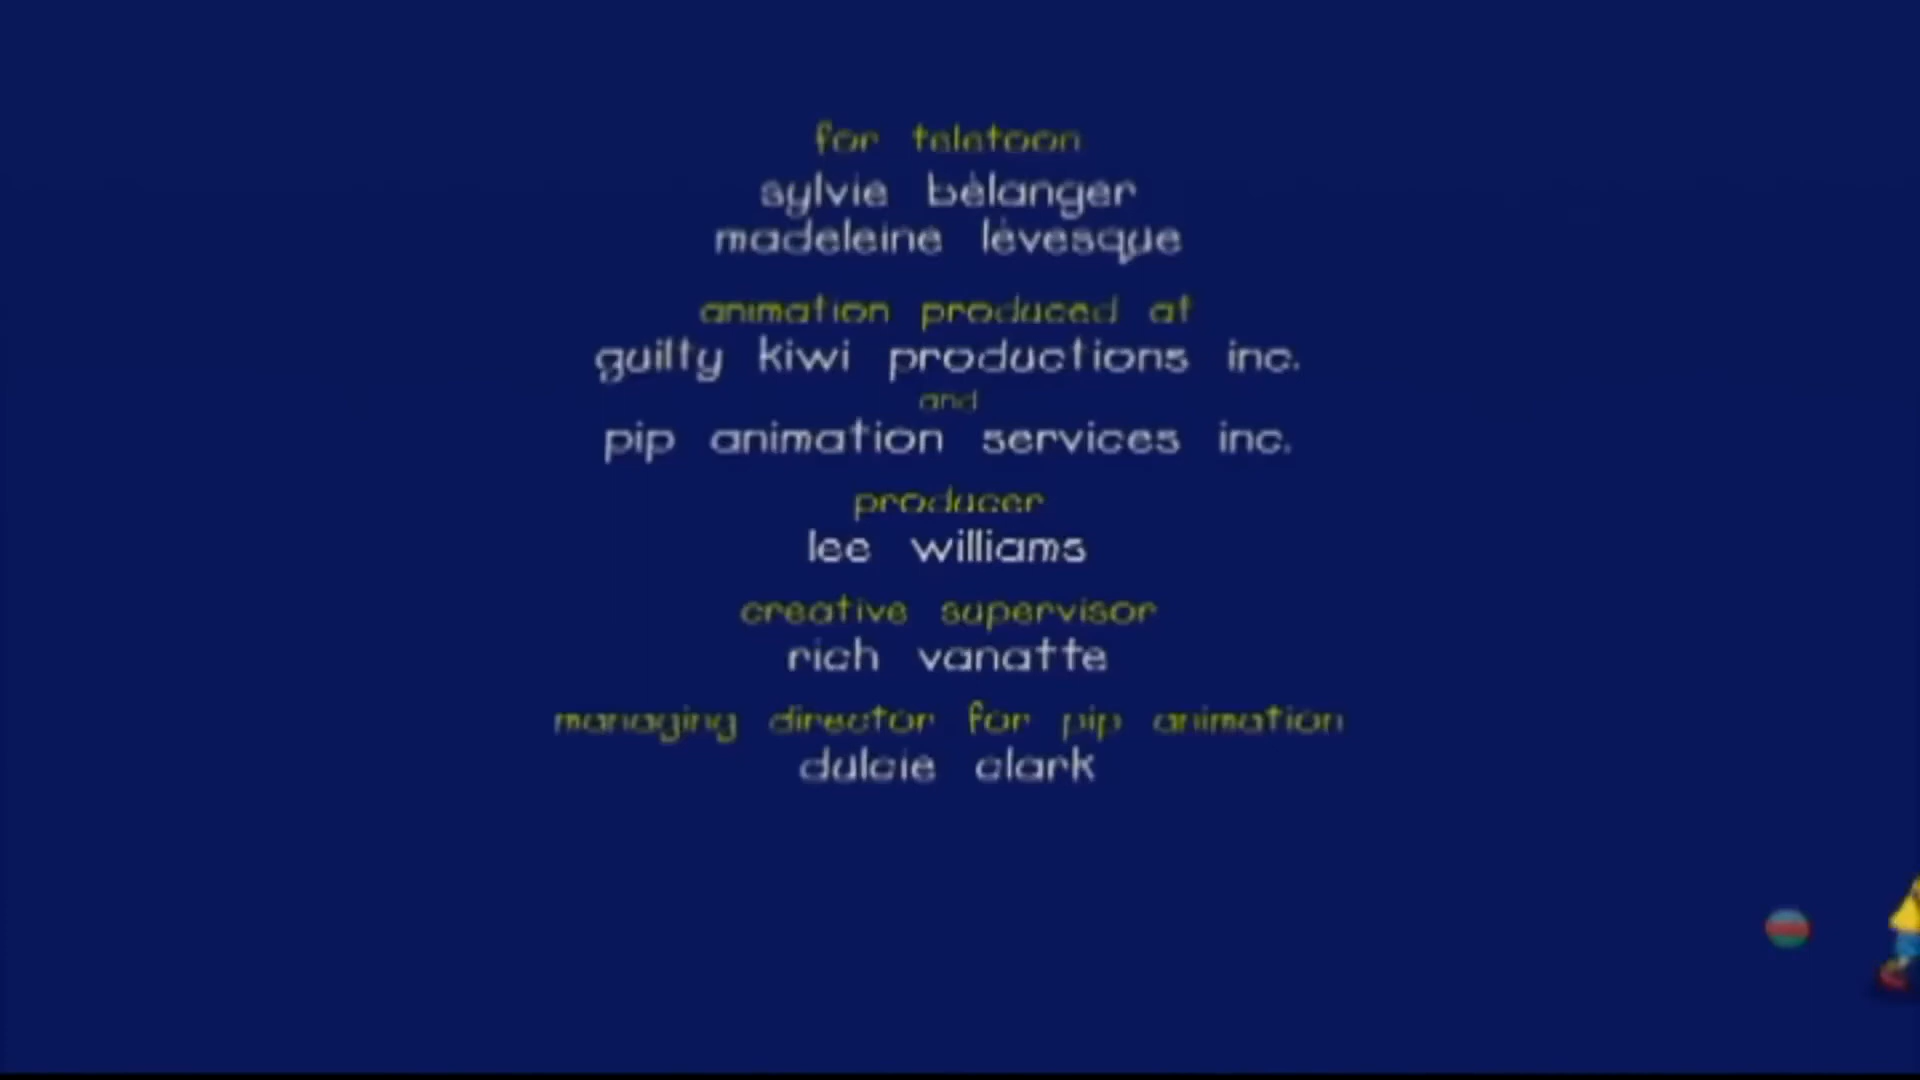 for teletoon
sylvie bélanger
madeleine lévesque
animation produced at
guilty kiwi productions inc.
and
pip animation services inc.
producer
lee williams
creative supervisor
rich vanatte
managing director for pip animation
dulcie clark